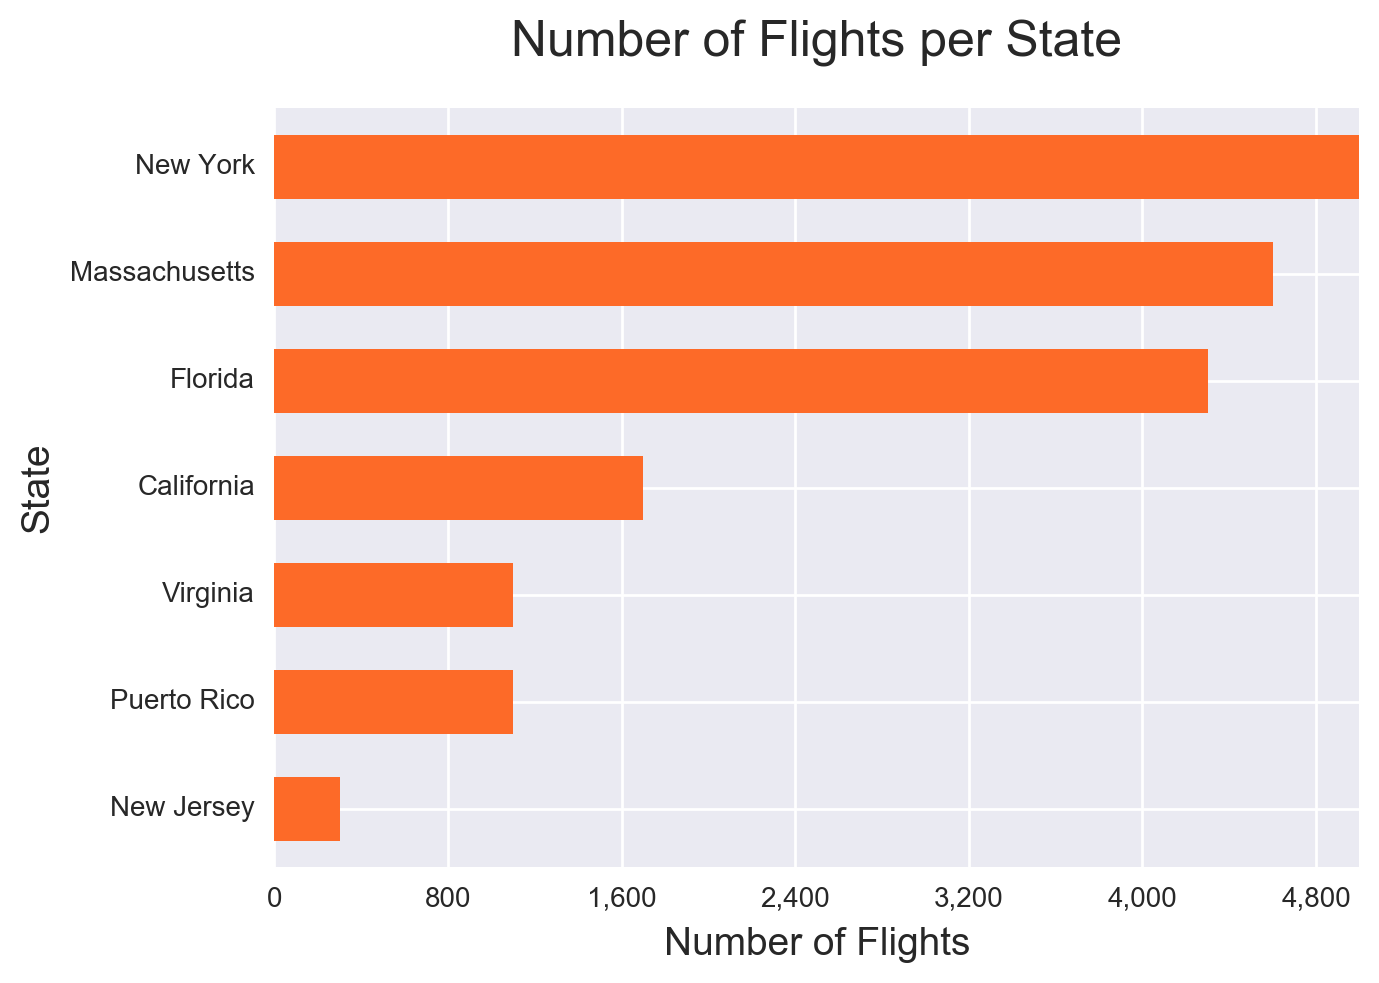 Number of Flights per State
New York
Massachusetts
Florida
California
Virginia
Puerto Rico
New Jersey
State
0 800 1,600 2,400 3,200 4,000 4,800
Number of Flights